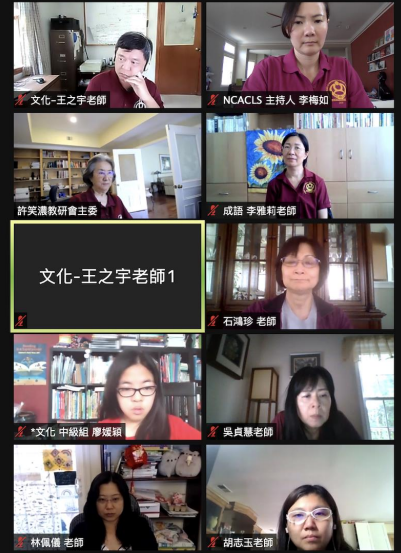 文化-王之宇老師
NCACLS 主持人 李梅如
許笑濃教研會主委
成語 李雅莉老師
文化-王之宇老師1
石鴻珍 老師
*文化 中級組 廖媛穎
吳貞慧老師
林佩儀 老師
胡志玉老師